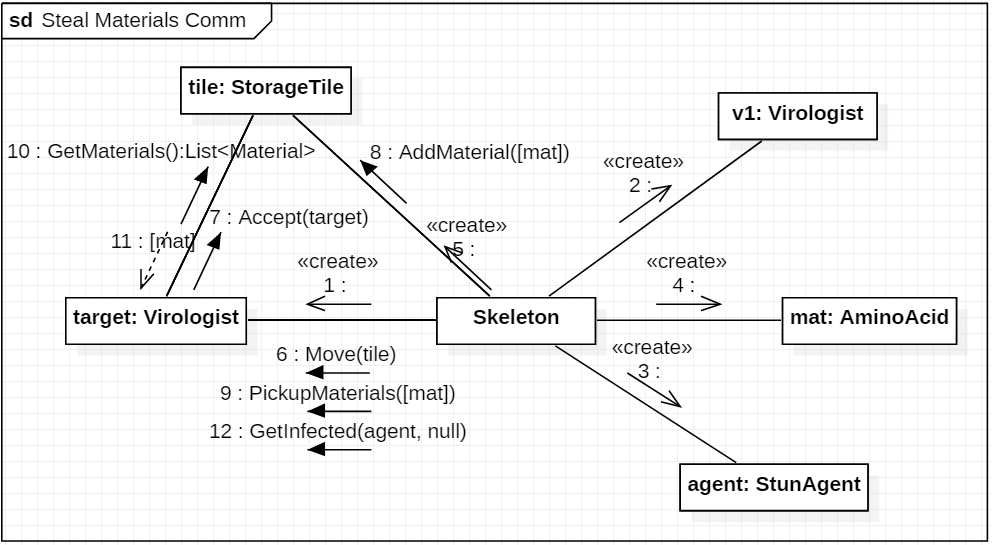 sd Steal Materials Comm
tile: StorageTile
v1: Virologist
10 : GetMaterials():List<Material>
8 : AddMaterial([mat])
«create»
2 :
7 : Accept(target)
«create»
5 :
11 : [mat]
«create»
1 :
«create»
4 :
target: Virologist
Skeleton
mat: AminoAcid
6 : Move(tile)
«create»
3 :
9 : PickupMaterials([mat])
12 : GetInfected(agent, null)
agent: StunAgent